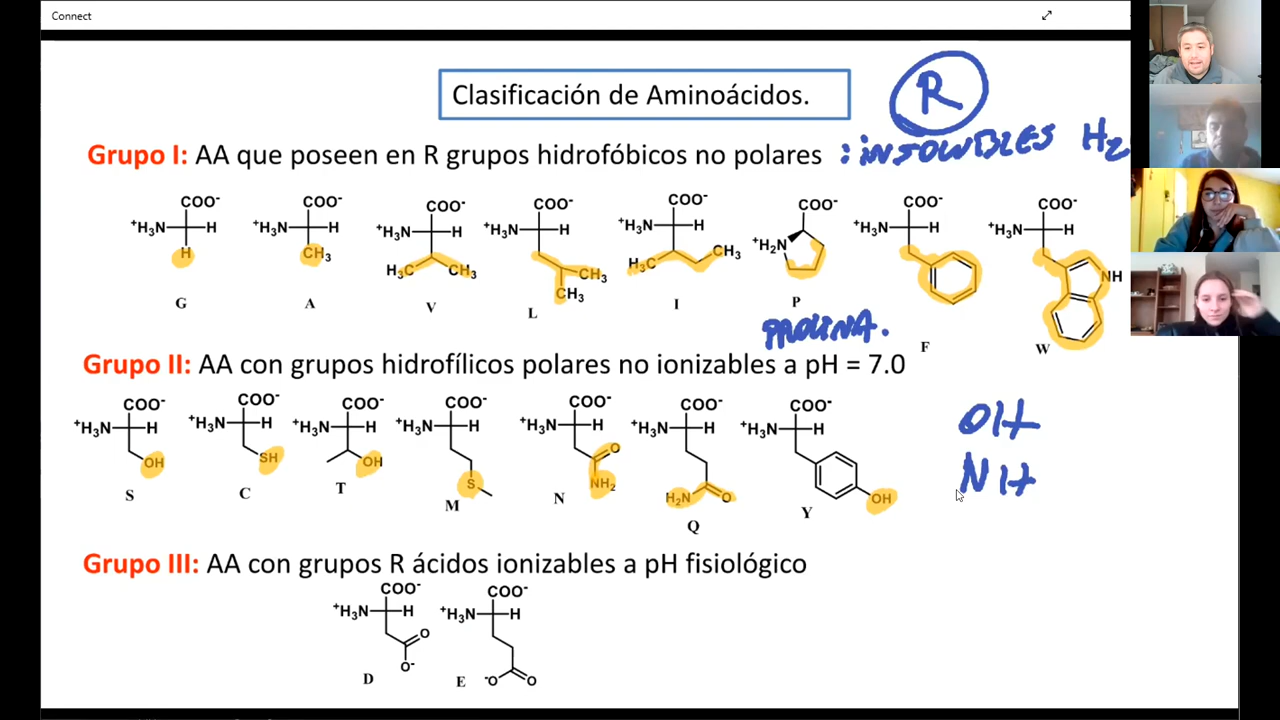 Connect
Clasificación de Aminoácidos.
R
Grupo I: AA que poseen en R grupos hidrofóbicos no polares : INSOLUBLES H2
COO- COO- COO- COO- COO- COO- COO- COO-
+H3N H +H3N H +H3N H +H3N H +H3N H +H2N +H3N H +H3N H
H CH3 H3C CH3 CH3 CH3 H3C CH3 NH
G A V L I P F W
PROLINA.
Grupo II: AA con grupos hidrofílicos polares no ionizables a pH = 7.0
COO- COO- COO- COO- COO- COO- COO-
+H3N H +H3N H +H3N H +H3N H +H3N H +H3N H +H3N H
OH SH OH S O NH2 H2N O OH
S C T M N Q Y
OH
NH
Grupo III: AA con grupos R ácidos ionizables a pH fisiológico
COO- COO-
+H3N H +H3N H
O O- -O O
D E